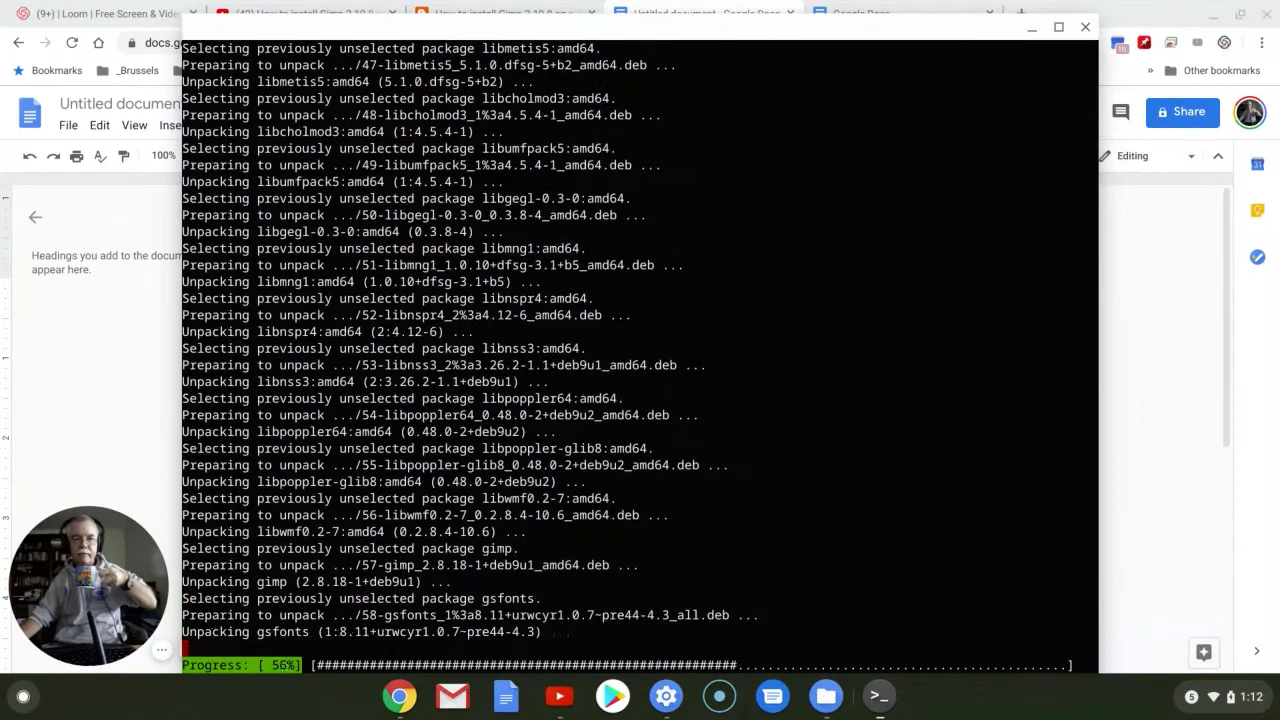 (9+) | Loom | Free Screen & Vide
docs.g
Bookmarks
_Brussels
Other bookmarks
Untitled documen
File Edit View Inse
Share
100%
Editing
Headings you add to the docum
appear here.
Selecting previously unselected package libmetis5:amd64.
Preparing to unpack .../47-libmetis5_5.1.0.dfsg-5+b2_amd64.deb ...
Unpacking libmetis5:amd64 (5.1.0.dfsg-5+b2) ...
Selecting previously unselected package libcholmod3:amd64.
Preparing to unpack .../48-libcholmod3_1%3a4.5.4-1_amd64.deb ...
Unpacking libcholmod3:amd64 (1:4.5.4-1) ...
Selecting previously unselected package libumfpack5:amd64.
Preparing to unpack .../49-libumfpack5_1%3a4.5.4-1_amd64.deb ...
Unpacking libumfpack5:amd64 (1:4.5.4-1) ...
Selecting previously unselected package libgegl-0.3-0:amd64.
Preparing to unpack .../50-libgegl-0.3-0_0.3.8-4_amd64.deb ...
Unpacking libgegl-0.3-0:amd64 (0.3.8-4) ...
Selecting previously unselected package libmng1:amd64.
Preparing to unpack .../51-libmng1_1.0.10+dfsg-3.1+b5_amd64.deb ...
Unpacking libmng1:amd64 (1.0.10+dfsg-3.1+b5) ...
Selecting previously unselected package libnspr4:amd64.
Preparing to unpack .../52-libnspr4_2%3a4.12-6_amd64.deb ...
Unpacking libnspr4:amd64 (2:4.12-6) ...
Selecting previously unselected package libnss3:amd64.
Preparing to unpack .../53-libnss3_2%3a3.26.2-1.1+deb9u1_amd64.deb ...
Unpacking libnss3:amd64 (2:3.26.2-1.1+deb9u1) ...
Selecting previously unselected package libpoppler64:amd64.
Preparing to unpack .../54-libpoppler64_0.48.0-2+deb9u2_amd64.deb ...
Unpacking libpoppler64:amd64 (0.48.0-2+deb9u2) ...
Selecting previously unselected package libpoppler-glib8:amd64.
Preparing to unpack .../55-libpoppler-glib8_0.48.0-2+deb9u2_amd64.deb ...
Unpacking libpoppler-glib8:amd64 (0.48.0-2+deb9u2) ...
Selecting previously unselected package libwmf0.2-7:amd64.
Preparing to unpack .../56-libwmf0.2-7_0.2.8.4-10.6_amd64.deb ...
Unpacking libwmf0.2-7:amd64 (0.2.8.4-10.6) ...
Selecting previously unselected package gimp.
Preparing to unpack .../57-gimp_2.8.18-1+deb9u1_amd64.deb ...
Unpacking gimp (2.8.18-1+deb9u1) ...
Selecting previously unselected package gsfonts.
Preparing to unpack .../58-gsfonts_1%3a8.11+urwcyr1.0.7~pre44-4.3_all.deb ...
Unpacking gsfonts (1:8.11+urwcyr1.0.7~pre44-4.3) ...
Progress: [ 56%] [########################################################............................................]
5
1:12